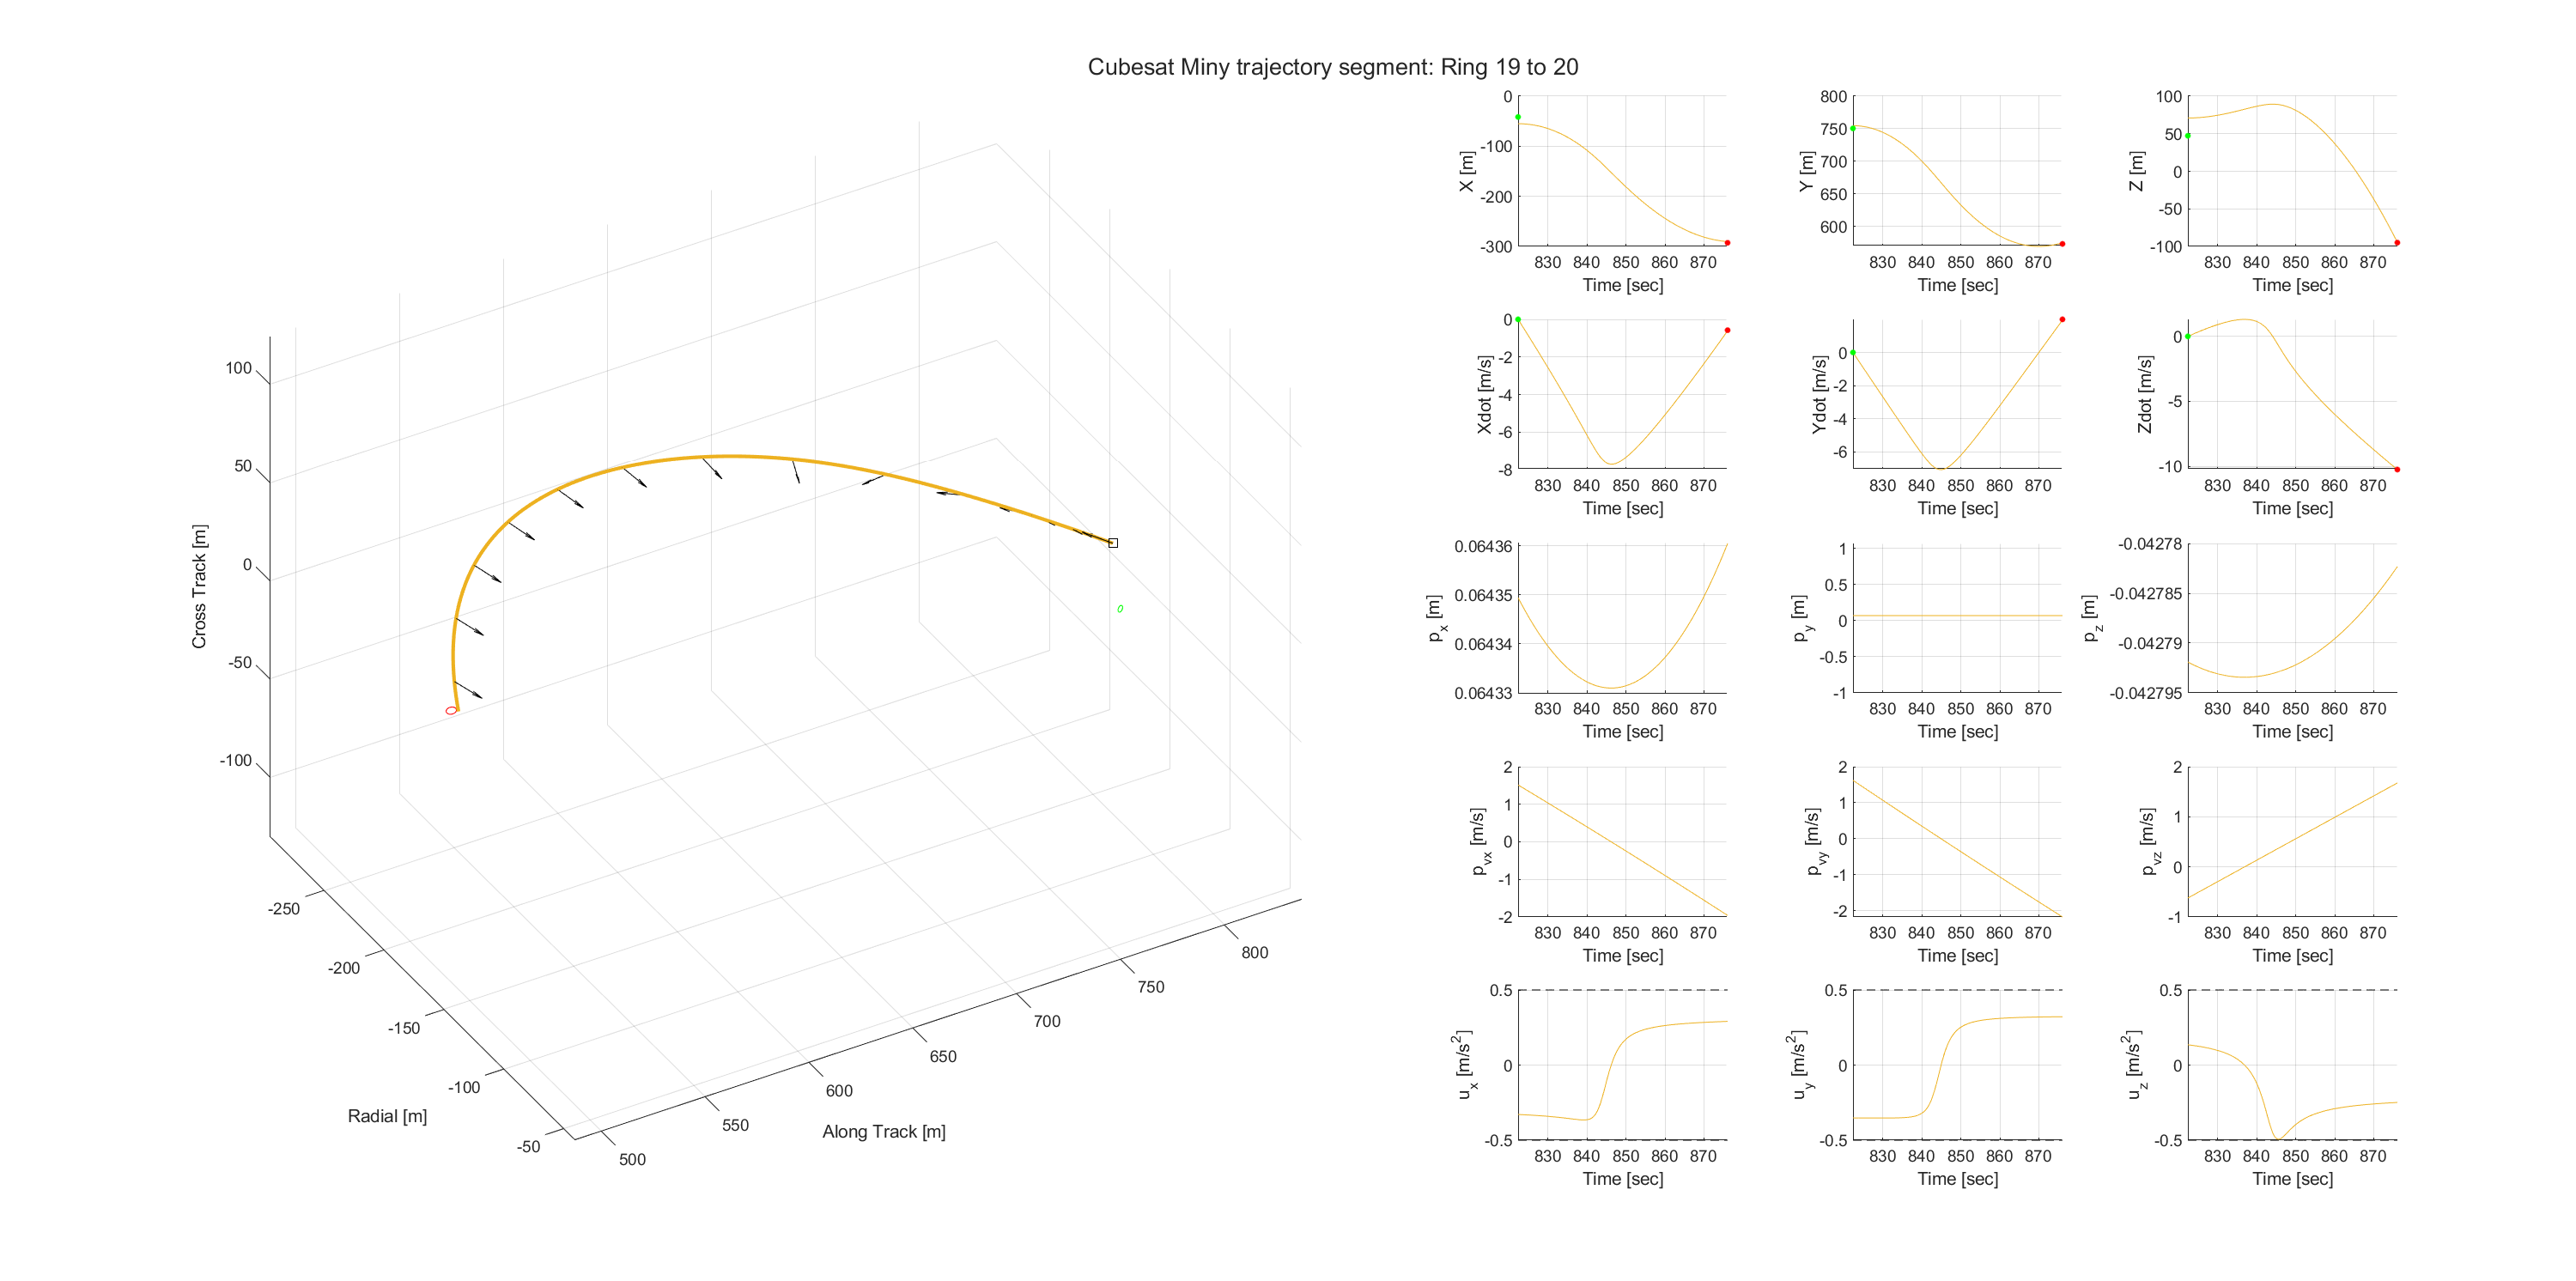 Cubesat Miny trajectory segment: Ring 19 to 20
100
50
0
-50
-100
Cross Track [m]
-250
-200
-150
-100
-50
Radial [m]
500
550
600
650
700
750
800
Along Track [m]
0
-100
-200
-300
X [m]
830 840 850 860 870
Time [sec]
800
750
700
650
600
Y [m]
830 840 850 860 870
Time [sec]
100
50
0
-50
-100
Z [m]
830 840 850 860 870
Time [sec]
0
-2
-4
-6
-8
Xdot [m/s]
830 840 850 860 870
Time [sec]
0
-2
-4
-6
Ydot [m/s]
830 840 850 860 870
Time [sec]
0
-5
-10
Zdot [m/s]
830 840 850 860 870
Time [sec]
0.06436
0.06435
0.06434
0.06433
p_x [m]
830 840 850 860 870
Time [sec]
1
0.5
0
-0.5
-1
p_y [m]
830 840 850 860 870
Time [sec]
-0.04278
-0.042785
-0.04279
-0.042795
p_z [m]
830 840 850 860 870
Time [sec]
2
1
0
-1
-2
p_vx [m/s]
830 840 850 860 870
Time [sec]
2
1
0
-1
-2
p_vy [m/s]
830 840 850 860 870
Time [sec]
2
1
0
-1
p_vz [m/s]
830 840 850 860 870
Time [sec]
0.5
0
-0.5
u_x [m/s²]
830 840 850 860 870
Time [sec]
0.5
0
-0.5
u_y [m/s²]
830 840 850 860 870
Time [sec]
0.5
0
-0.5
u_z [m/s²]
830 840 850 860 870
Time [sec]